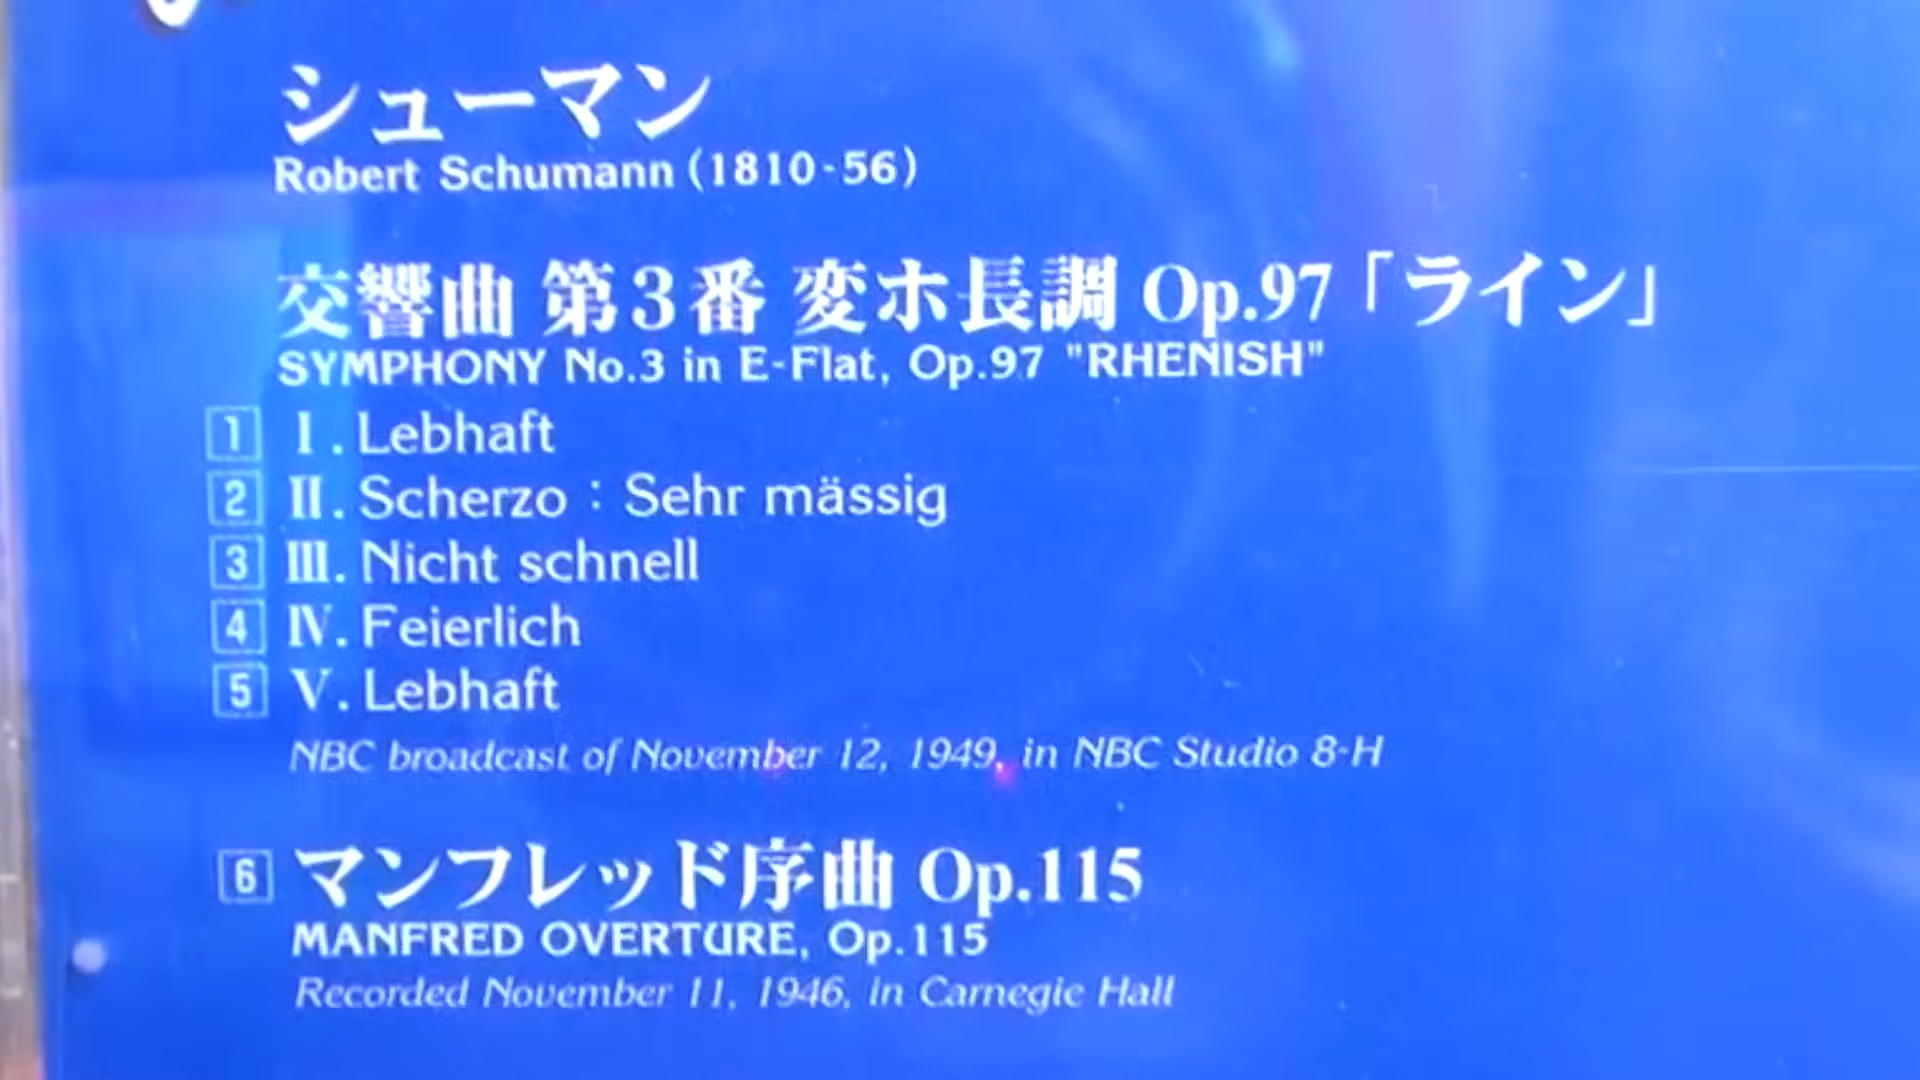 シューマン
Robert Schumann (1810-56)
交響曲 第3番 変ホ長調 Op.97「ライン」
SYMPHONY No.3 in E-Flat, Op.97 "RHENISH"
1 I. Lebhaft
2 II. Scherzo : Sehr mässig
3 III. Nicht schnell
4 IV. Feierlich
5 V. Lebhaft
NBC broadcast of November 12, 1949, in NBC Studio 8-H
6 マンフレッド序曲 Op.115
MANFRED OVERTURE, Op.115
Recorded November 11, 1946, in Carnegie Hall